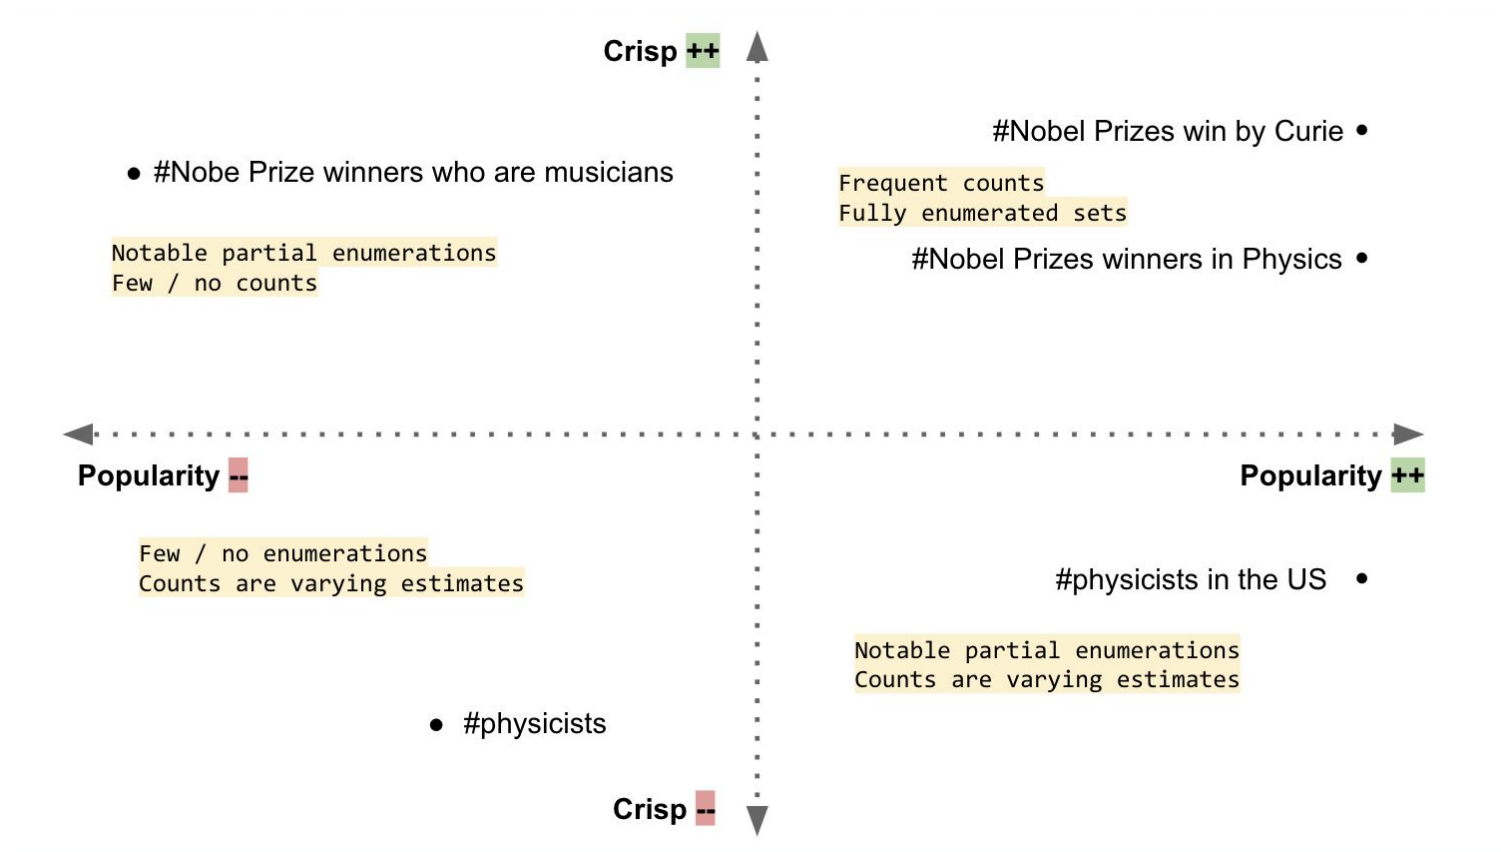 Crisp ++
#Nobel Prizes win by Curie
#Nobe Prize winners who are musicians
Frequent counts
Fully enumerated sets
Notable partial enumerations
Few / no counts
#Nobel Prizes winners in Physics
Popularity --
Popularity ++
Few / no enumerations
Counts are varying estimates
#physicists in the US
Notable partial enumerations
Counts are varying estimates
#physicists
Crisp --